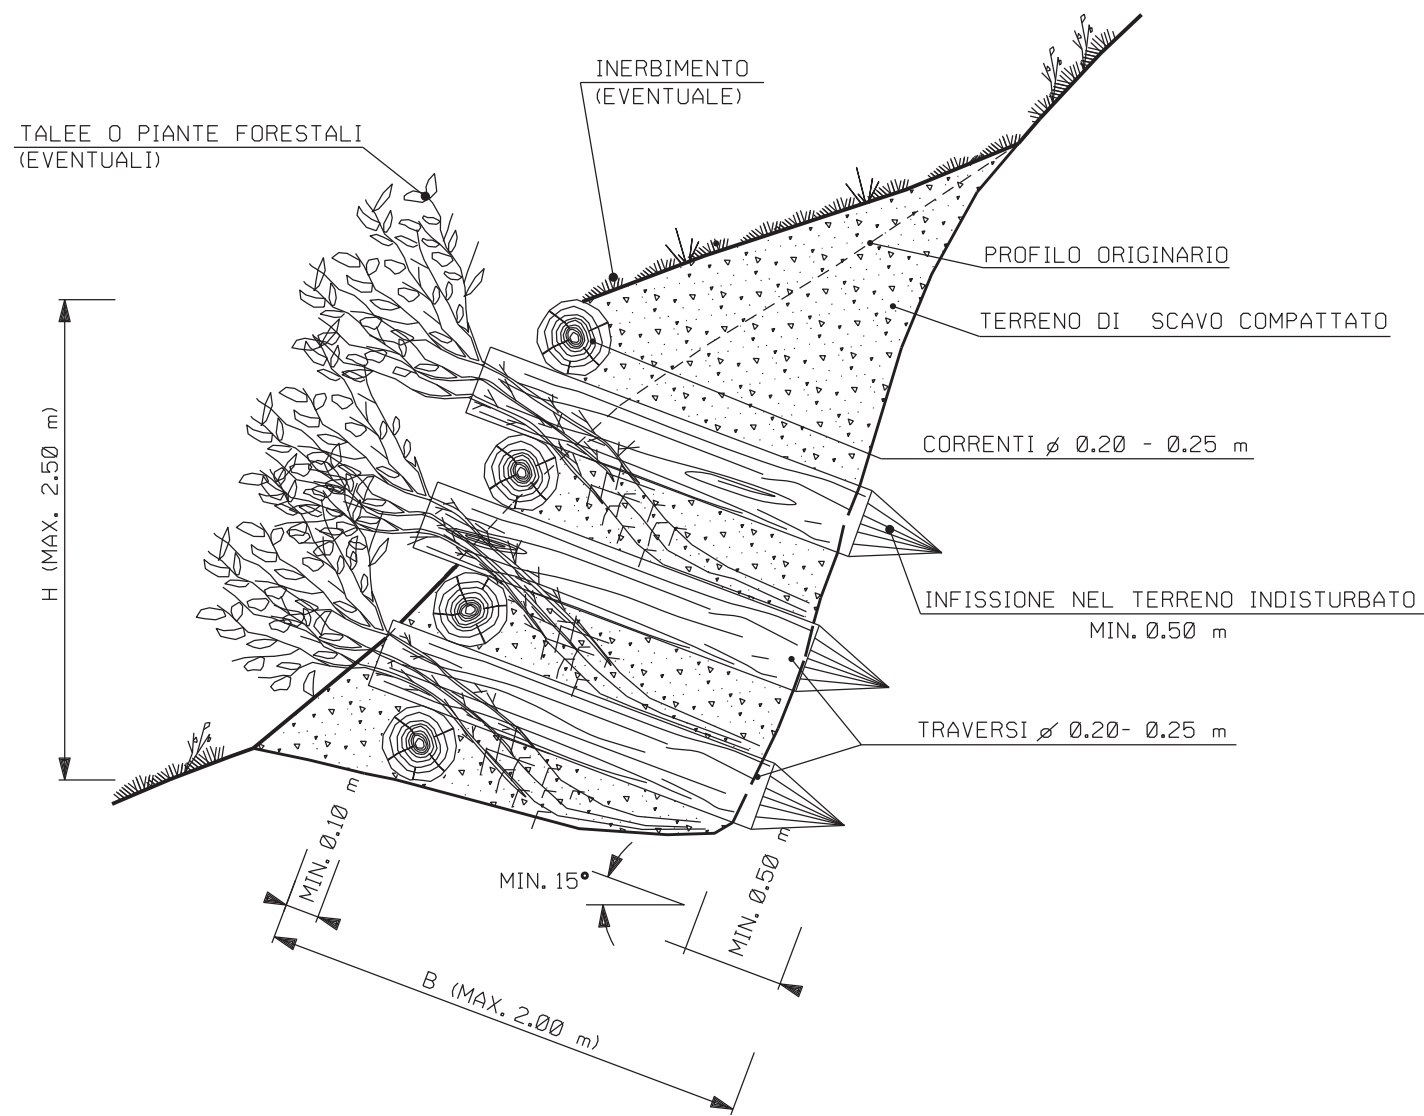 INERBIMENTO
(EVENTUALE)
TALEE O PIANTE FORESTALI
(EVENTUALI)
PROFILO ORIGINARIO
TERRENO DI SCAVO COMPATTATO
CORRENTI ø 0.20 - 0.25 m
H (MAX. 2.50 m)
INFISSIONE NEL TERRENO INDISTURBATO
MIN. 0.50 m
TRAVERSI ø 0.20- 0.25 m
MIN. 0.10 m
MIN. 15°
MIN. 0.50 m
B (MAX. 2.00 m)